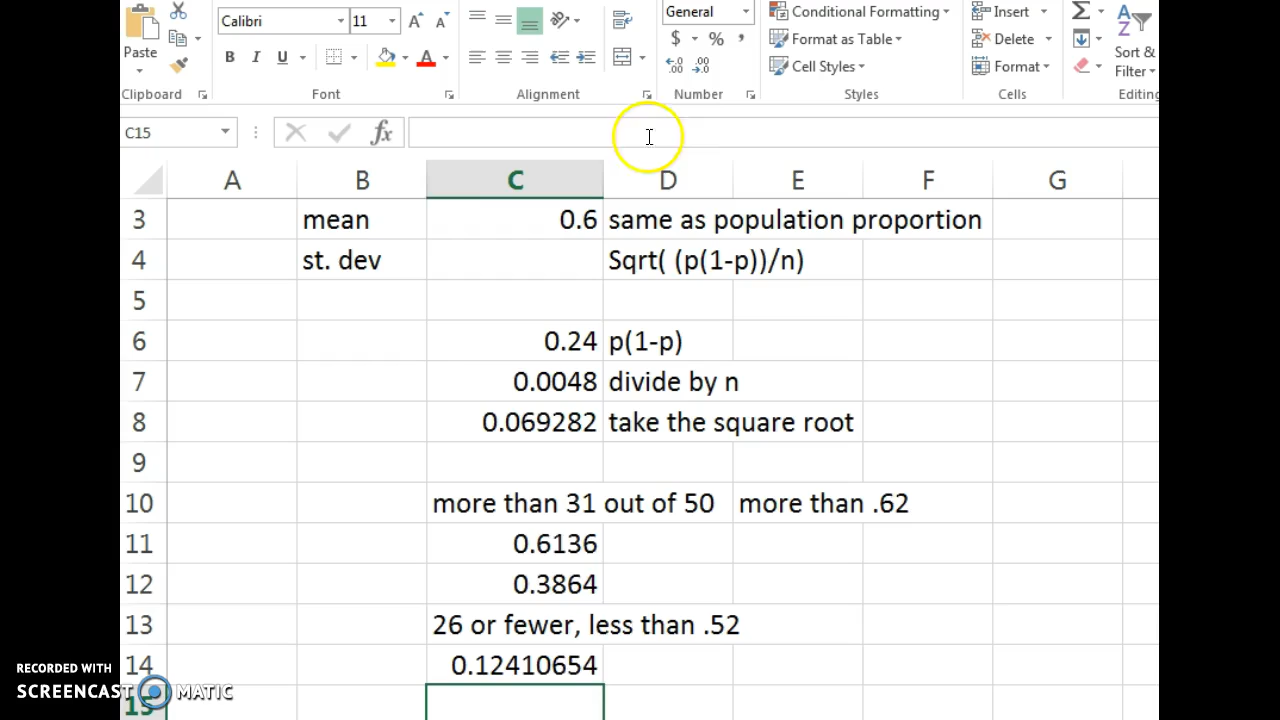 Calibri 11 General Conditional Formatting Insert
Paste B I U $ % , Format as Table Delete Sort &
Cell Styles Format Filter
Clipboard Font Alignment Number Styles Cells Editing
C15 fx
A B C D E F G
3 mean 0.6 same as population proportion
4 st. dev Sqrt( (p(1-p))/n)
5
6 0.24 p(1-p)
7 0.0048 divide by n
8 0.069282 take the square root
9
10 more than 31 out of 50 more than .62
11 0.6136
12 0.3864
13 26 or fewer, less than .52
14 0.12410654
15
RECORDED WITH
SCREENCAST MATIC